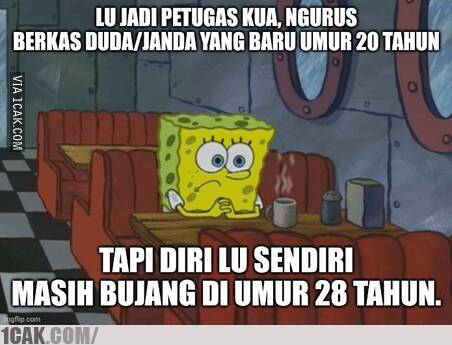 LU JADI PETUGAS KUA, NGURUS
BERKAS DUDA/JANDA YANG BARU UMUR 20 TAHUN
VIA 1CAK.COM
TAPI DIRI LU SENDIRI
MASIH BUJANG DI UMUR 28 TAHUN.
imgflip.com
1CAK.COM/